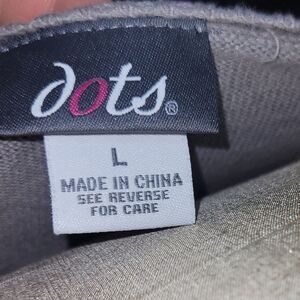 dots®
L
MADE IN CHINA
SEE REVERSE
FOR CARE